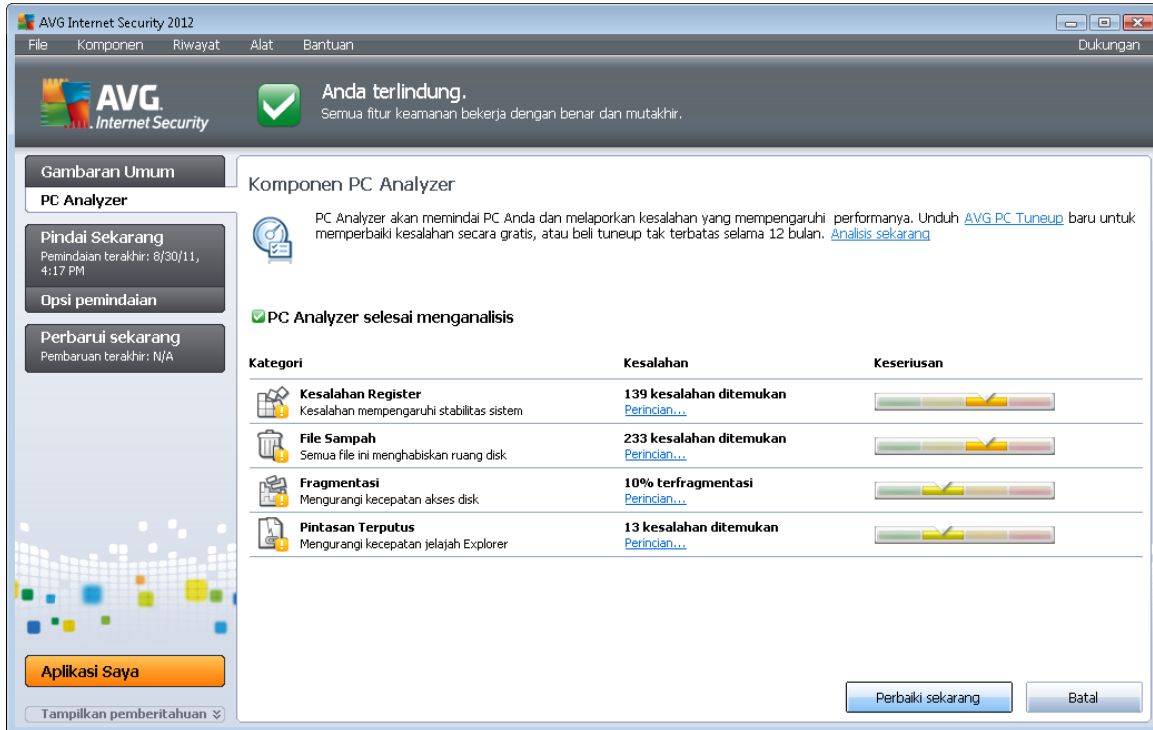 AVG Internet Security 2012
File Komponen Riwayat Alat Bantuan Dukungan
AVG.
Internet Security
Anda terlindung.
Semua fitur keamanan bekerja dengan benar dan mutakhir.
Gambaran Umum
PC Analyzer
Pindai Sekarang
Pemindaian terakhir: 8/30/11,
4:17 PM
Opsi pemindaian
Perbarui sekarang
Pembaruan terakhir: N/A
Aplikasi Saya
Tampilkan pemberitahuan
Komponen PC Analyzer
PC Analyzer akan memindai PC Anda dan melaporkan kesalahan yang mempengaruhi performanya. Unduh AVG PC Tuneup baru untuk
memperbaiki kesalahan secara gratis, atau beli tuneup tak terbatas selama 12 bulan. Analisis sekarang
PC Analyzer selesai menganalisis
Kategori Kesalahan Keseriusan
Kesalahan Register 139 kesalahan ditemukan
Kesalahan mempengaruhi stabilitas sistem Perincian...
File Sampah 233 kesalahan ditemukan
Semua file ini menghabiskan ruang disk Perincian...
Fragmentasi 10% terfragmentasi
Mengurangi kecepatan akses disk Perincian...
Pintasan Terputus 13 kesalahan ditemukan
Mengurangi kecepatan jelajah Explorer Perincian...
Perbaiki sekarang Batal